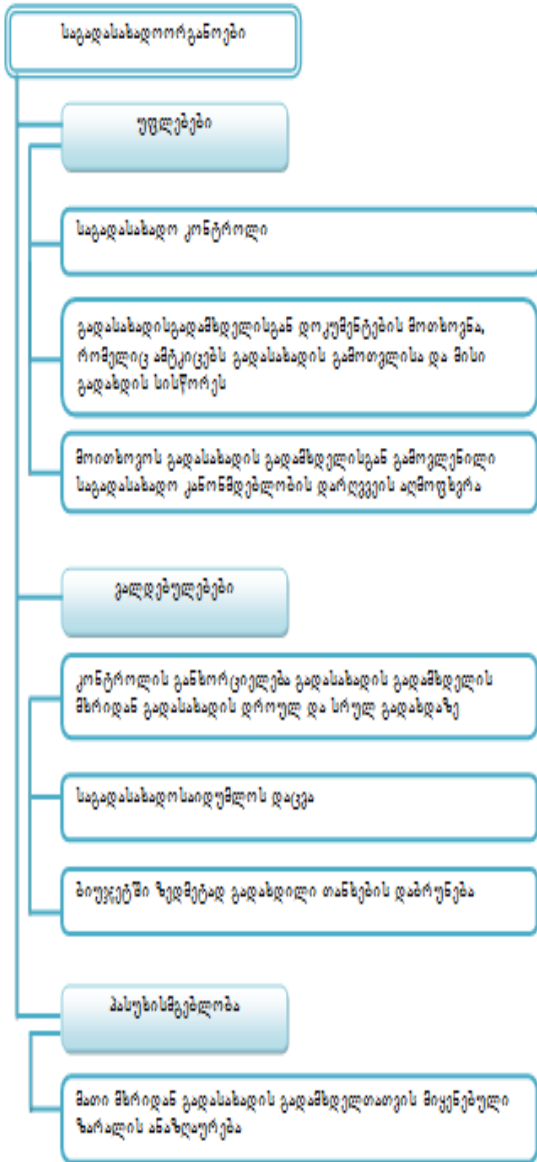 საგადასახადოორგანოები
უფლებები
საგადასახადო კონტროლი
გადასახადისგადამხდელისგან დოკუმენტების მოთხოვნა,
რომელიც ამტკიცებს გადასახადის გამოთვლისა და მისი
გადახდის სისწორეს
მოითხოვოს გადასახადის გადამხდელისგან გამოვლენილი
საგადასახადო კანონმდებლობის დარღვევის აღმოფხვრა
ვალდებულებები
კონტროლის განხორციელება გადასახადის გადამხდელის
მხრიდან გადასახადის დროულ და სრულ გადახდაზე
საგადასახადოსაიდუმლოს დაცვა
ბიუჯეტში ზედმეტად გადახდილი თანხების დაბრუნება
პასუხისმგებლობა
მათი მხრიდან გადასახადის გადამხდელთათვის მიყენებული
ზარალის ანაზღაურება